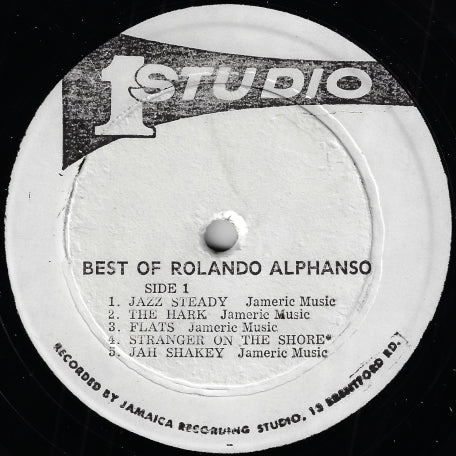 1 STUDIO
BEST OF ROLANDO ALPHANSO
SIDE 1
1. JAZZ STEADY Jameric Music
2. THE HARK Jameric Music
3. FLATS Jameric Music
4. STRANGER ON THE SHORE*
5. JAH SHAKEY Jameric Music
RECORDED BY JAMAICA RECORDING STUDIO, 13 BRENTFORD RD.